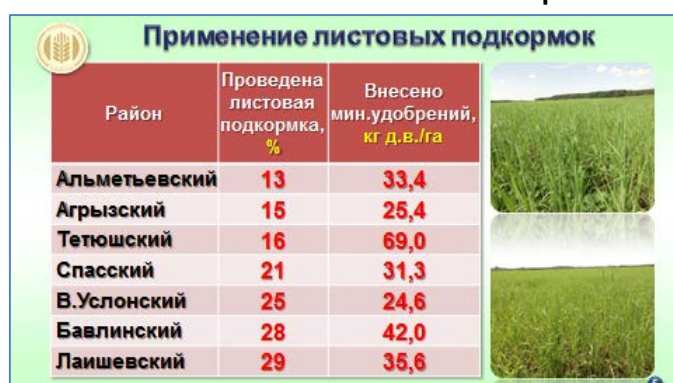 Применение листовых подкормок
Район
Проведена
листовая
подкормка,
%
Внесено
мин.удобрений,
кг д.в./га
Альметьевский 13 33,4
Агрызский 15 25,4
Тетюшский 16 69,0
Спасский 21 31,3
В.Услонский 25 24,6
Бавлинский 28 42,0
Лаишевский 29 35,6